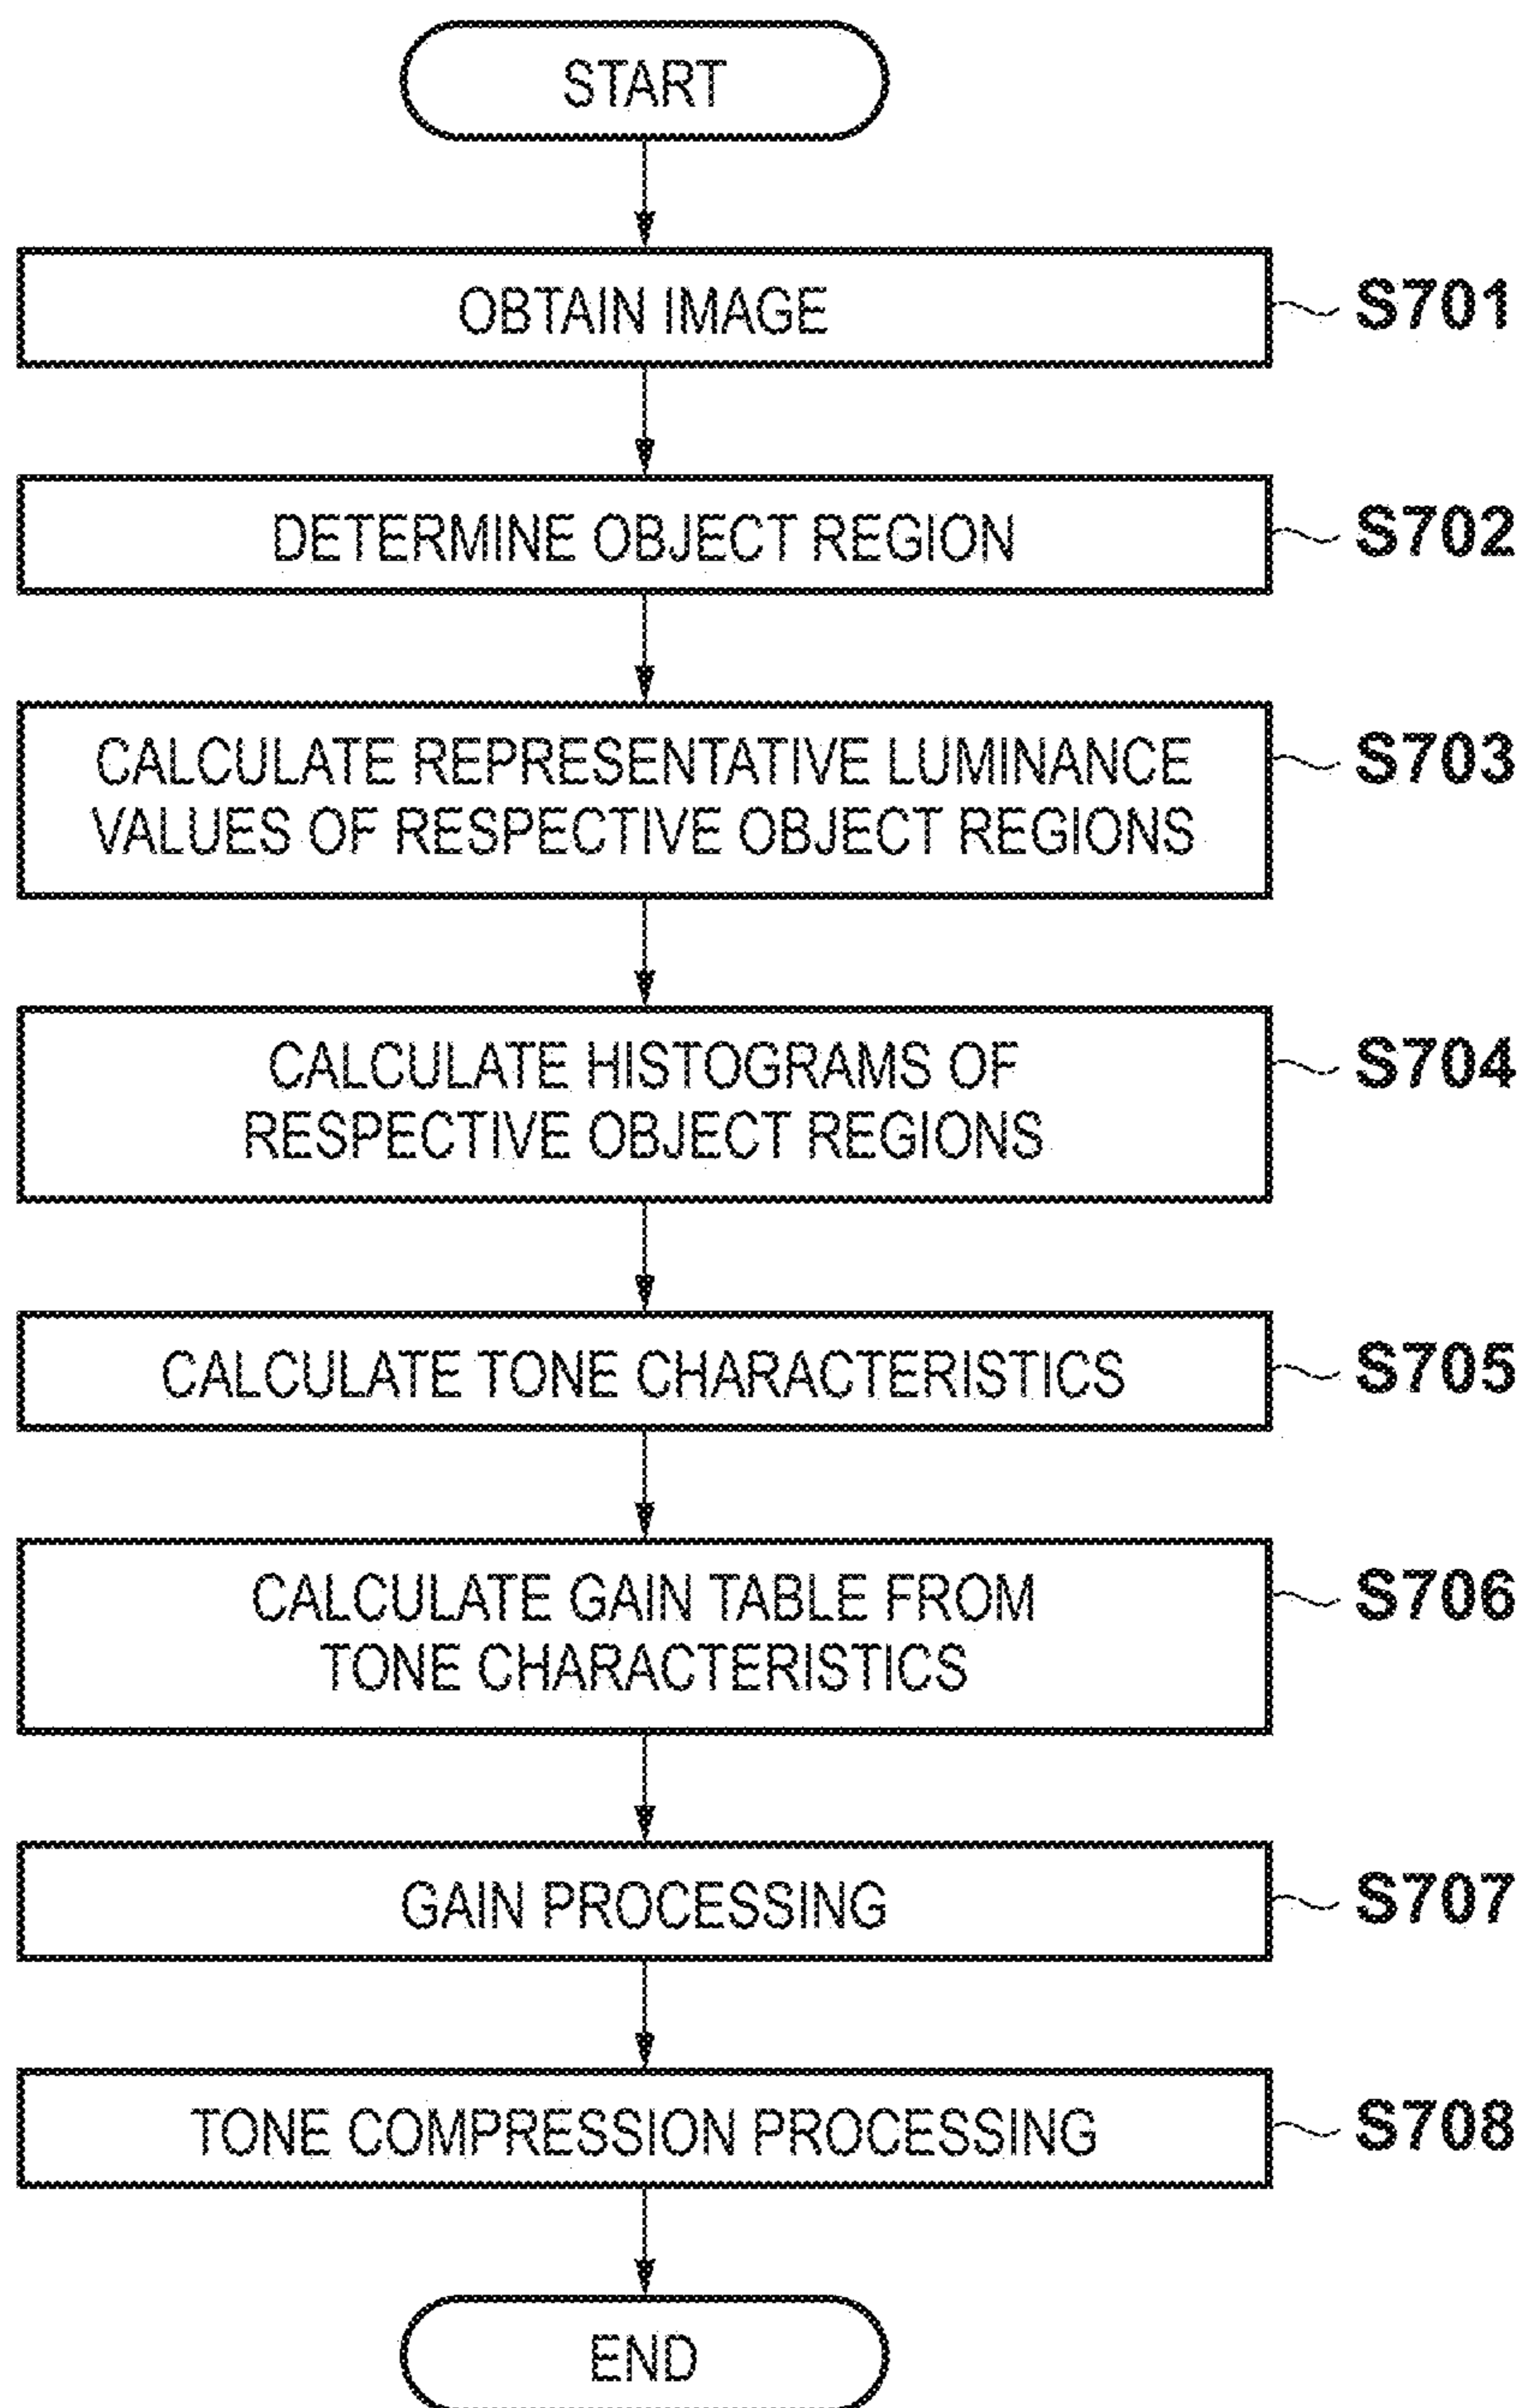 START
OBTAIN IMAGE
S701
DETERMINE OBJECT REGION
S702
CALCULATE REPRESENTATIVE LUMINANCE
VALUES OF RESPECTIVE OBJECT REGIONS
S703
CALCULATE HISTOGRAMS OF
RESPECTIVE OBJECT REGIONS
S704
CALCULATE TONE CHARACTERISTICS
S705
CALCULATE GAIN TABLE FROM
TONE CHARACTERISTICS
S706
GAIN PROCESSING
S707
TONE COMPRESSION PROCESSING
S708
END